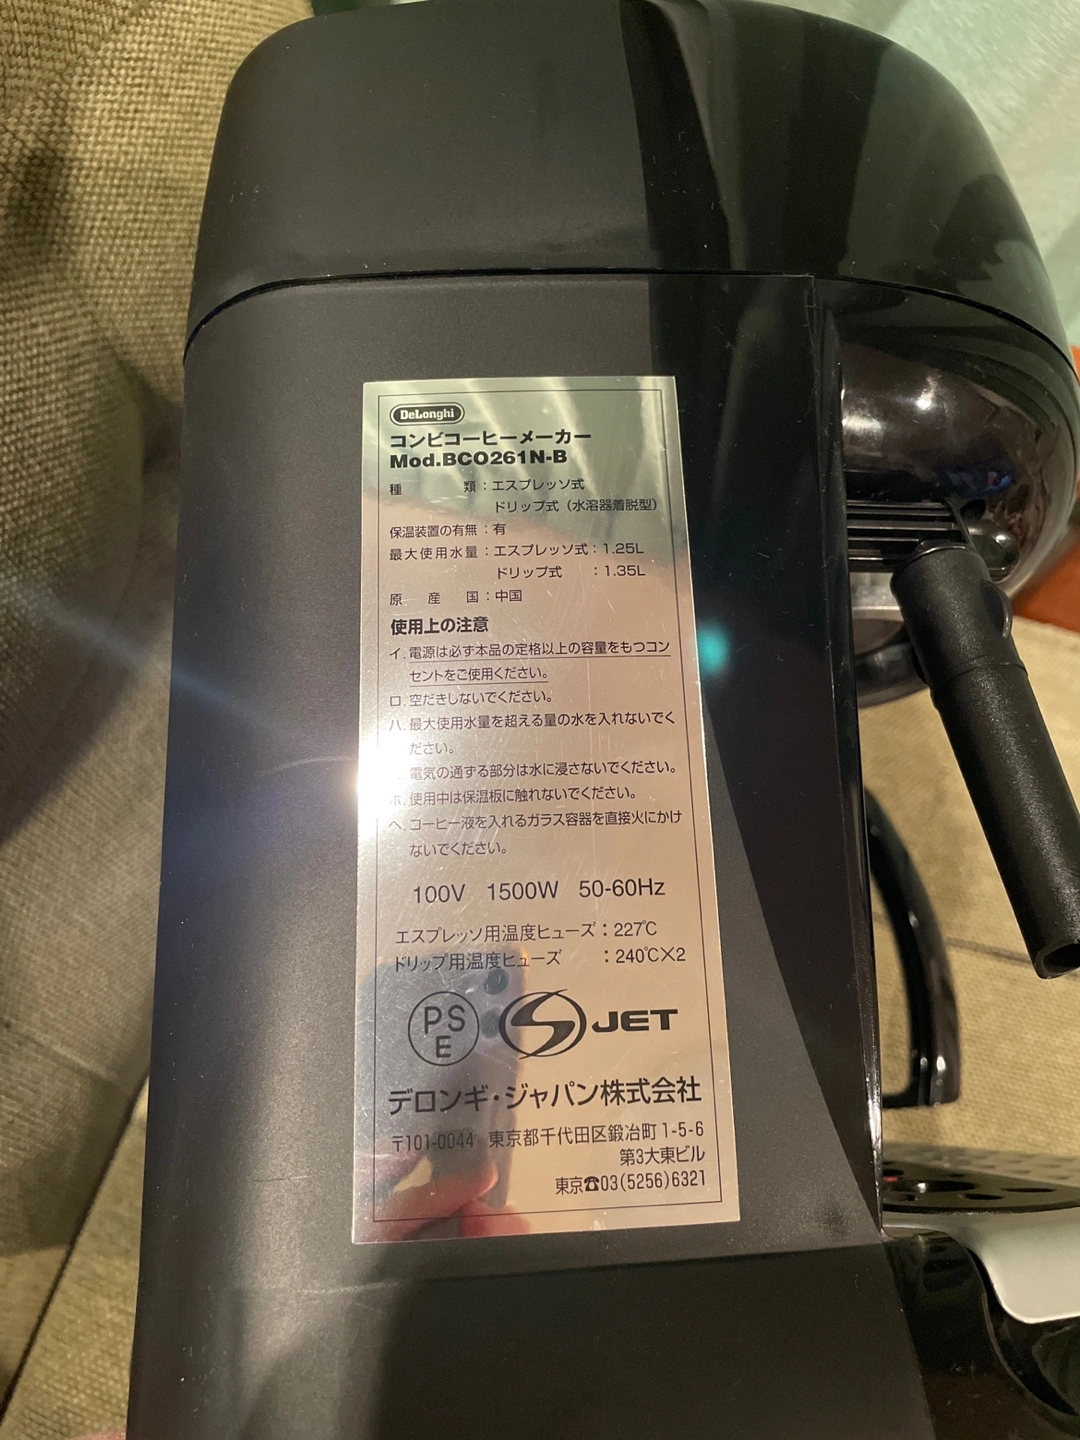 DeLonghi
コンビコーヒーメーカー
Mod.BCO261N-B
種　　類：エスプレッソ式
ドリップ式（水溶器着脱型）
保温装置の有無：有
最大使用水量：エスプレッソ式：1.25L
ドリップ式　：1.35L
原　産　国：中国
使用上の注意
イ.電源は必ず本品の定格以上の容量をもつコン
セントをご使用ください。
ロ.空だきしないでください。
ハ.最大使用水量を超える量の水を入れないでく
ださい。
電気の通ずる部分は水に浸さないでください。
ホ.使用中は保温板に触れないでください。
ヘ.コーヒー液を入れるガラス容器を直接火にかけ
ないでください。
100V 1500W 50-60Hz
エスプレッソ用温度ヒューズ：227℃
ドリップ用温度ヒューズ　：240℃×2
PS
E
S JET
デロンギ・ジャパン株式会社
〒101-0044 東京都千代田区鍛冶町1-5-6
第3大東ビル
東京☎03(5256)6321